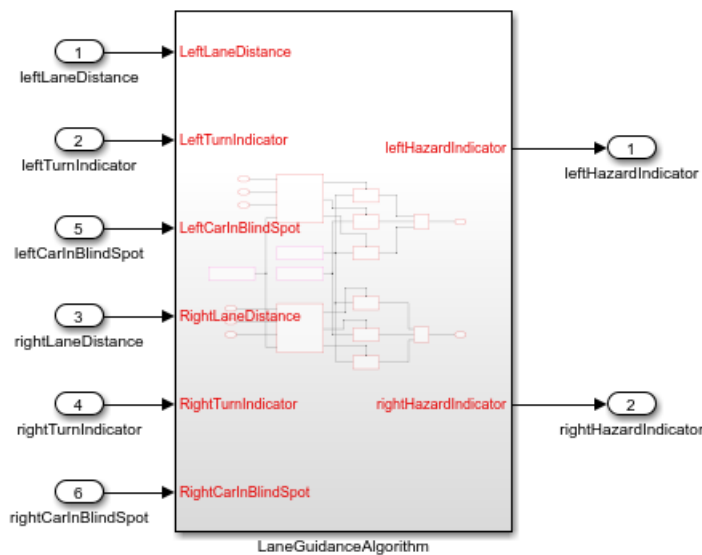 1
leftLaneDistance
LeftLaneDistance
2
leftTurnIndicator
LeftTurnIndicator
5
leftCarInBlindSpot
LeftCarInBlindSpot
3
rightLaneDistance
RightLaneDistance
4
rightTurnIndicator
RightTurnIndicator
6
rightCarInBlindSpot
RightCarInBlindSpot
leftHazardIndicator
1
leftHazardIndicator
rightHazardIndicator
2
rightHazardIndicator
LaneGuidanceAlgorithm